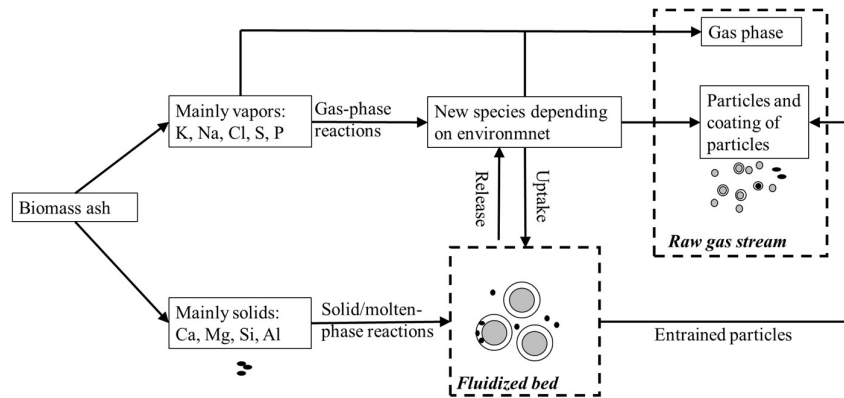 Gas phase
Mainly vapors:
K, Na, Cl, S, P
Gas-phase
reactions
New species depending
on environmnet
Particles and
coating of
particles
Biomass ash
Release
Uptake
Raw gas stream
Mainly solids:
Ca, Mg, Si, Al
Solid/molten-
phase reactions
Fluidized bed
Entrained particles